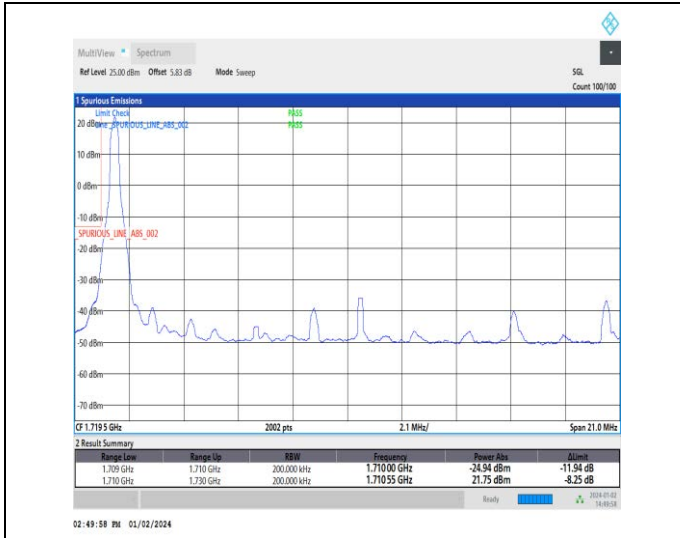 MultiView Spectrum
Ref Level 25.00 dBm Offset 5.83 dB Mode Sweep SGL
Count 100/100
1 Spurious Emissions
Limit Check PASS
20 dBm Line _SPURIOUS_LINE_ABS_002 PASS
10 dBm
0 dBm
-10 dBm
_SPURIOUS_LINE_ABS_002
-20 dBm
-30 dBm
-40 dBm
-50 dBm
-60 dBm
-70 dBm
CF 1.7195 GHz 2002 pts 2.1 MHz/ Span 21.0 MHz
2 Result Summary
Range Low Range Up RBW Frequency Power Abs ΔLimit
1.709 GHz 1.710 GHz 200.000 kHz 1.71000 GHz -24.94 dBm -11.94 dB
1.710 GHz 1.730 GHz 200.000 kHz 1.71055 GHz 21.75 dBm -8.25 dB
Ready 2024-01-02
14:49:58
02:49:58 PM 01/02/2024